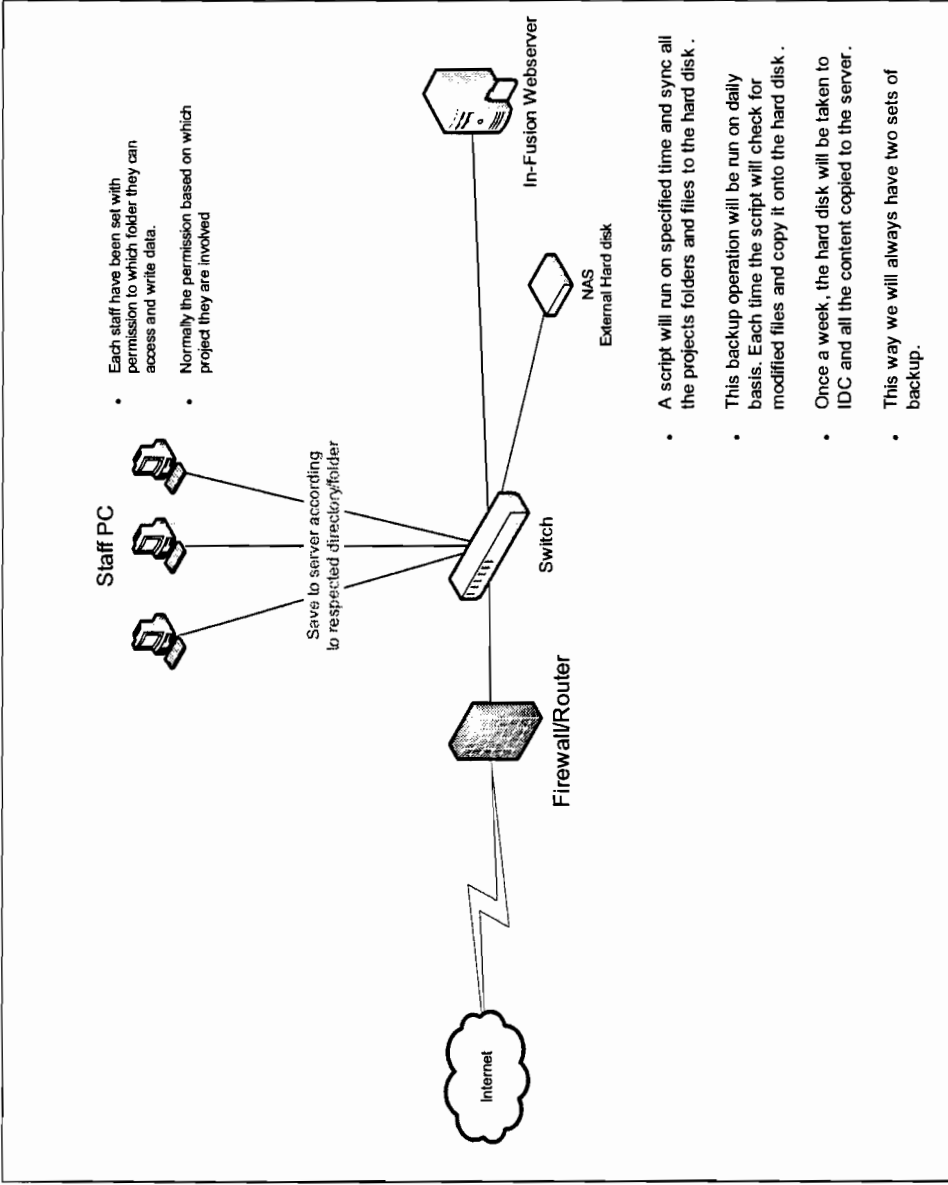 Staff PC
• Each staff have been set with
permission to which folder they can
access and write data.
• Normally the permission based on which
project they are involved
Save to server according
to respected directory/folder
Internet
Firewall/Router
Switch
NAS
External Hard disk
In-Fusion Webserver
• A script will run on specified time and sync all
the projects folders and files to the hard disk.
• This backup operation will be run on daily
basis. Each time the script will check for
modified files and copy it onto the hard disk.
• Once a week, the hard disk will be taken to
IDC and all the content copied to the server.
• This way we will always have two sets of
backup.